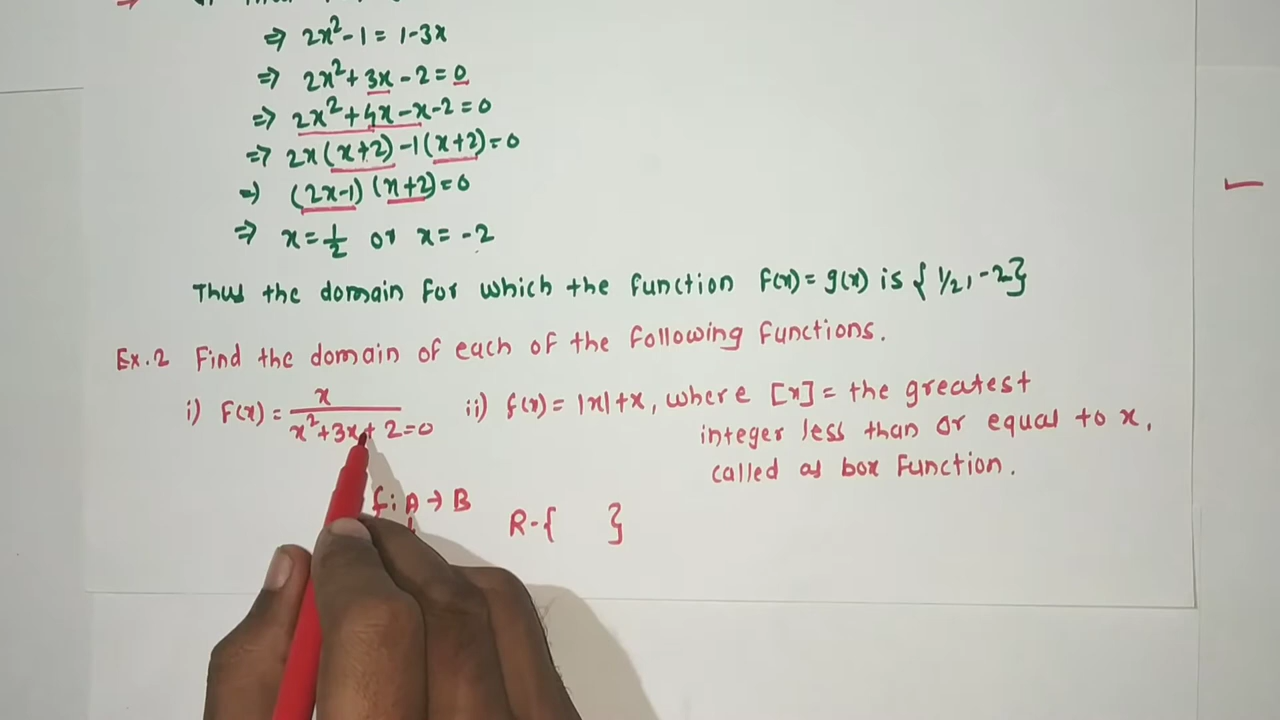 ⇒ 2x²-1 = 1-3x
⇒ 2x²+3x-2=0
⇒ 2x²+4x-x-2=0
⇒ 2x(x+2)-1(x+2)=0
⇒ (2x-1)(x+2)=0
⇒ x=1/2 or x=-2
Thus the domain for which the function f(x)=g(x) is {1/2,-2}
Ex.2 Find the domain of each of the following functions.
i) F(x)= x/x²+3x+2=0 ii) f(x)=|x|+x, where [x]= the greatest
integer less than or equal to x,
called as box function.
f: A→B
R-{ }